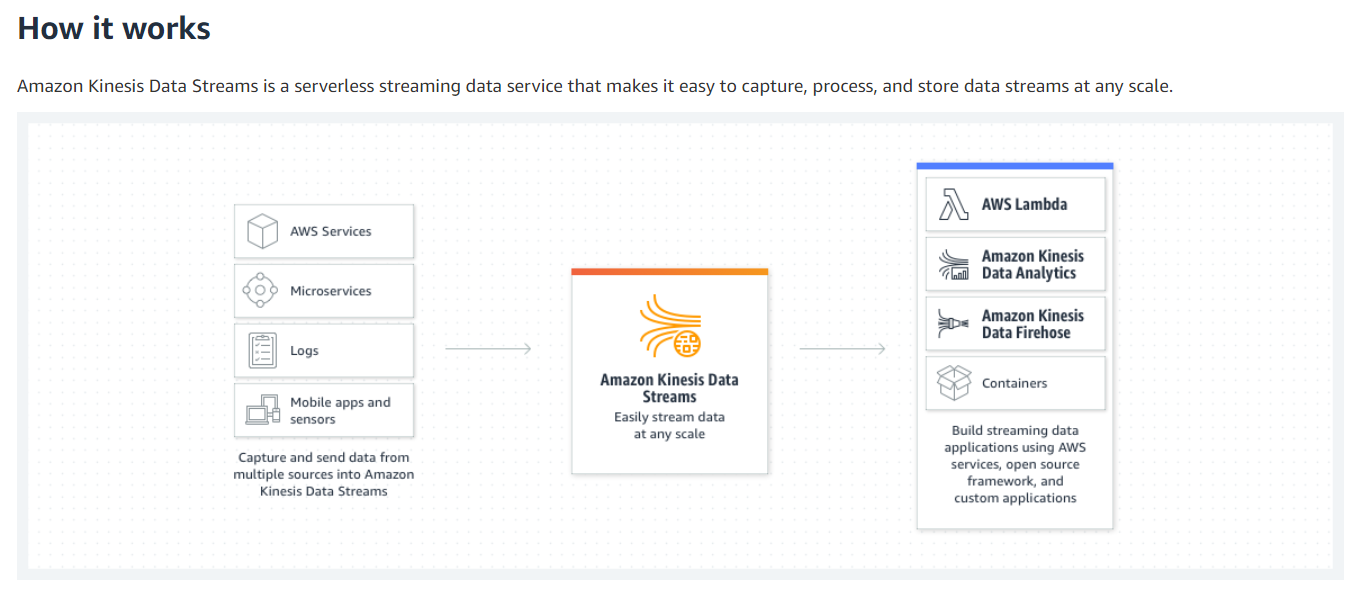 How it works
Amazon Kinesis Data Streams is a serverless streaming data service that makes it easy to capture, process, and store data streams at any scale.
AWS Services
Microservices
Logs
Mobile apps and
sensors
Capture and send data from
multiple sources into Amazon
Kinesis Data Streams
Amazon Kinesis Data
Streams
Easily stream data
at any scale
AWS Lambda
Amazon Kinesis
Data Analytics
Amazon Kinesis
Data Firehose
Containers
Build streaming data
applications using AWS
services, open source
framework, and
custom applications